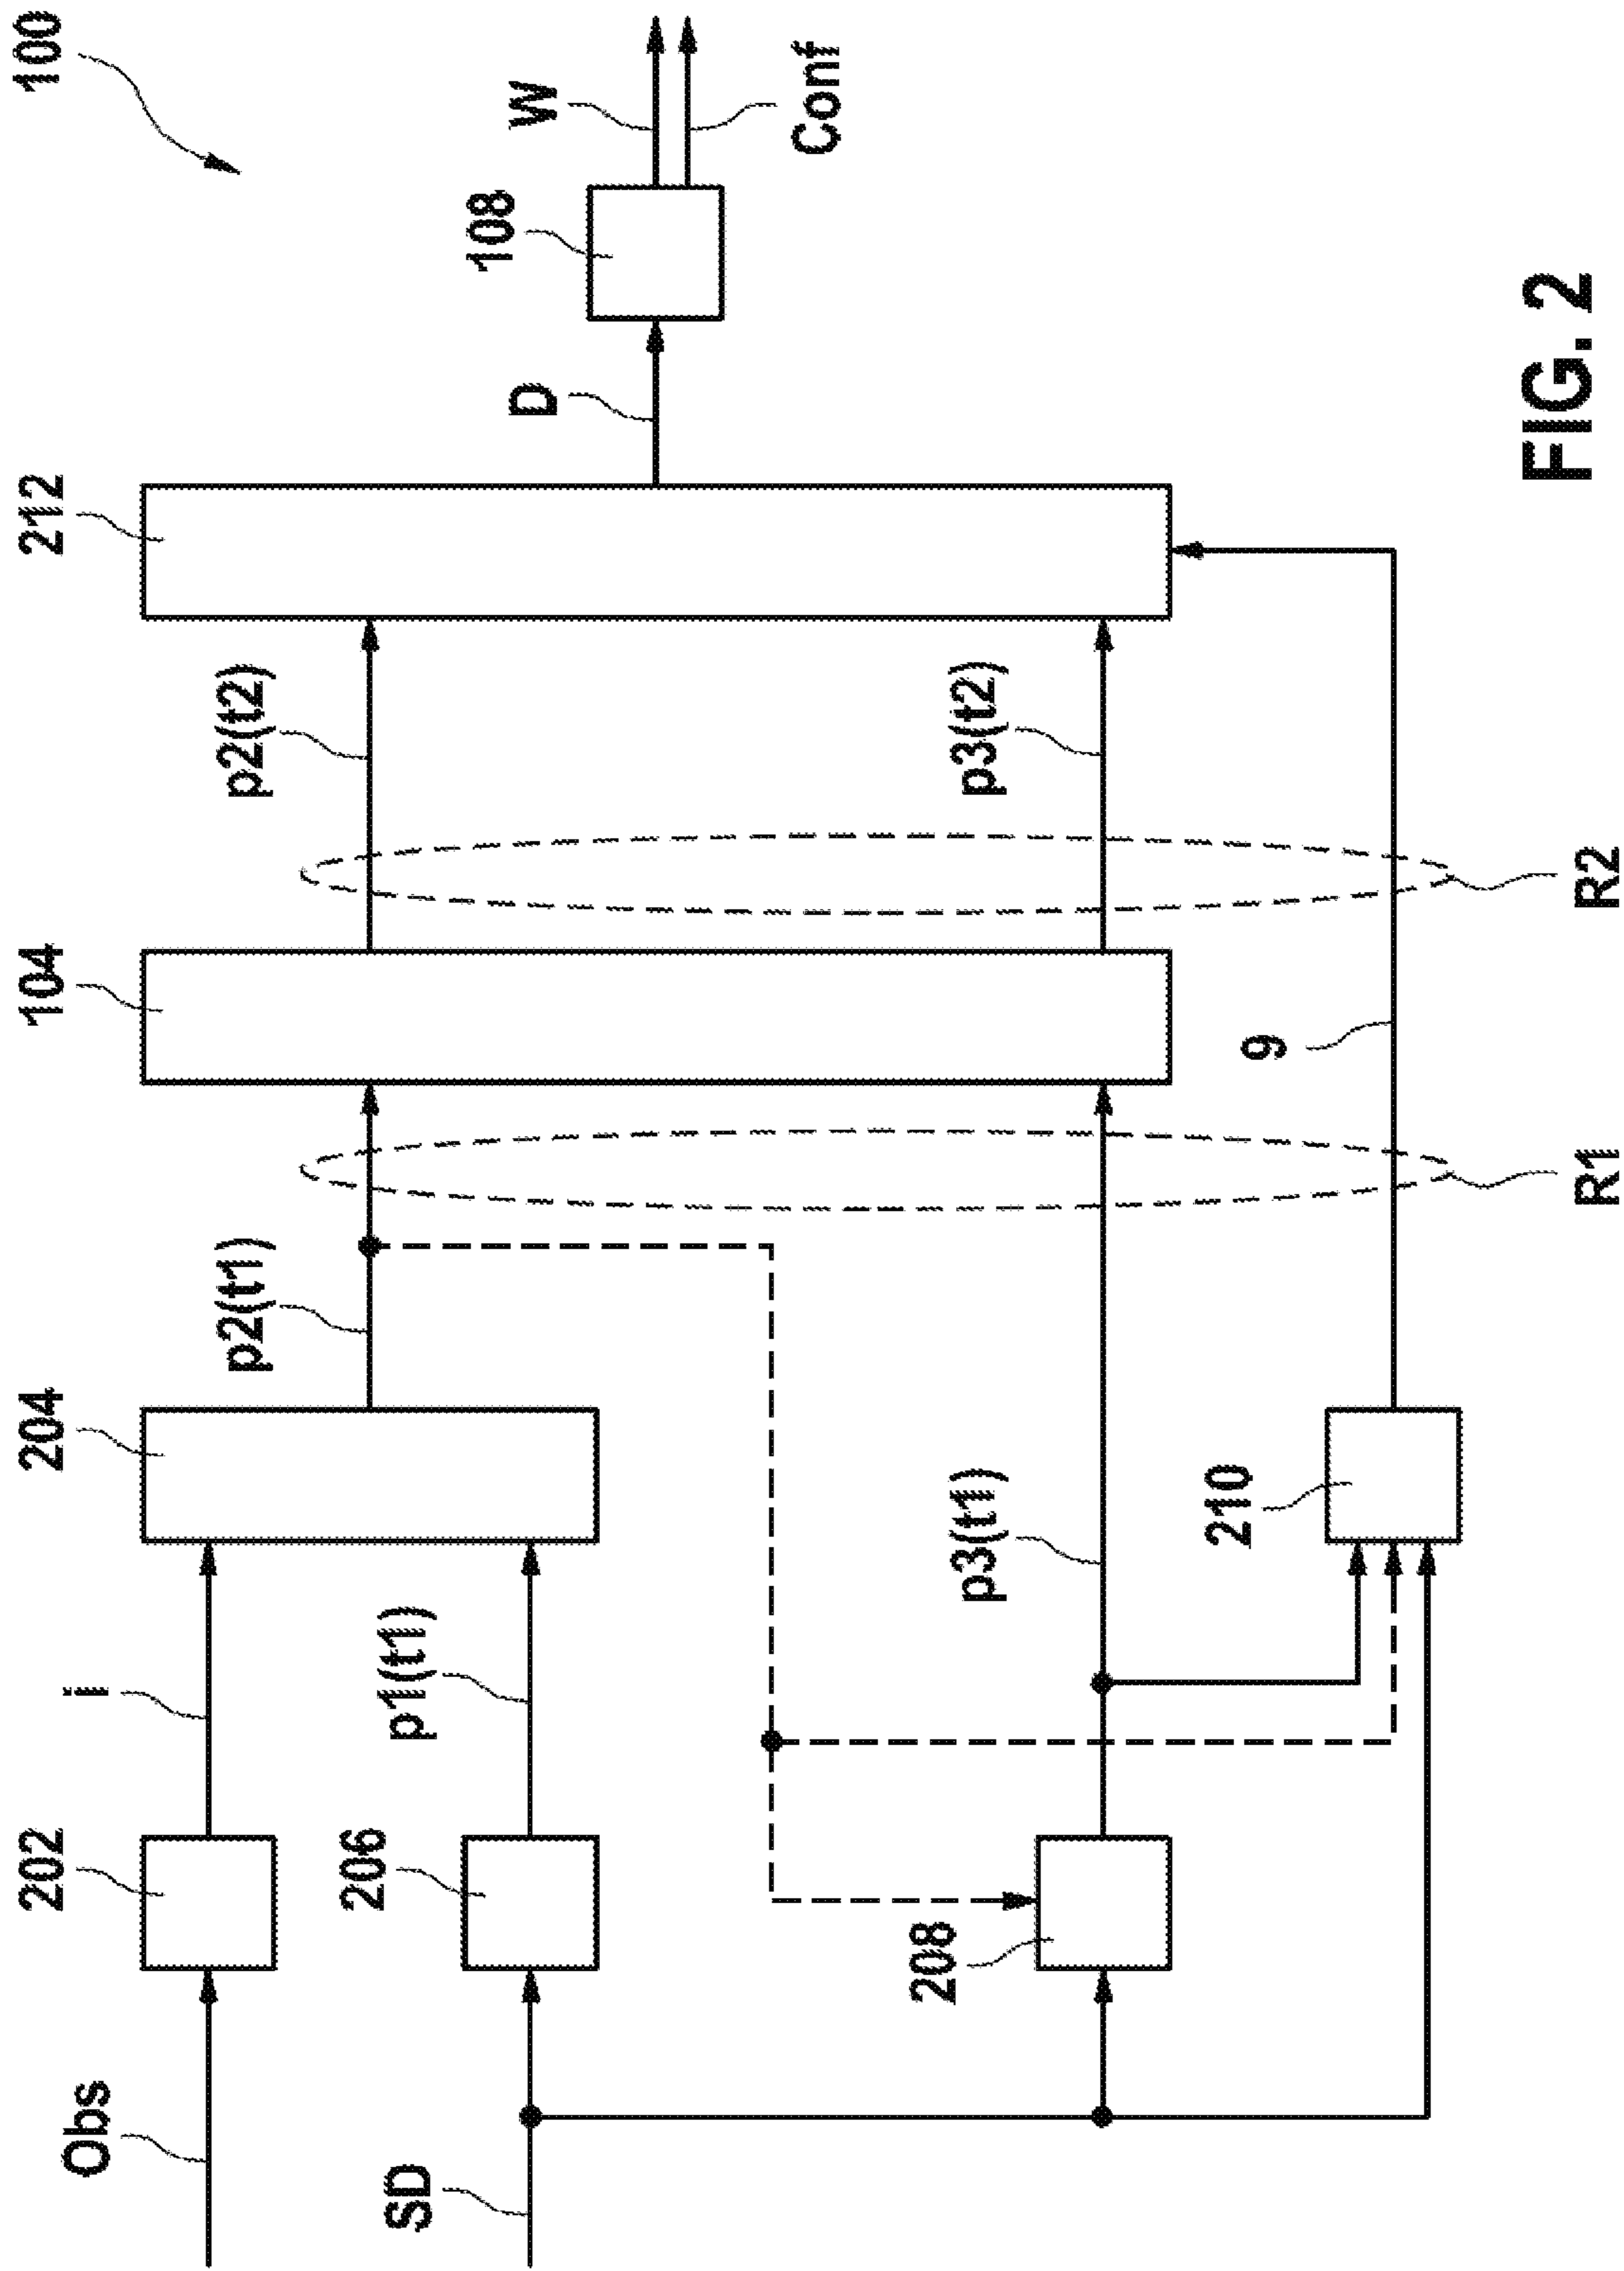 202
204
104
212
100
Obs
i
p2(t1)
p2(t2)
206
SD
p1(t1)
108
D
W
Conf
208
p3(t1)
p3(t2)
210
9
R1
R2
FIG. 2